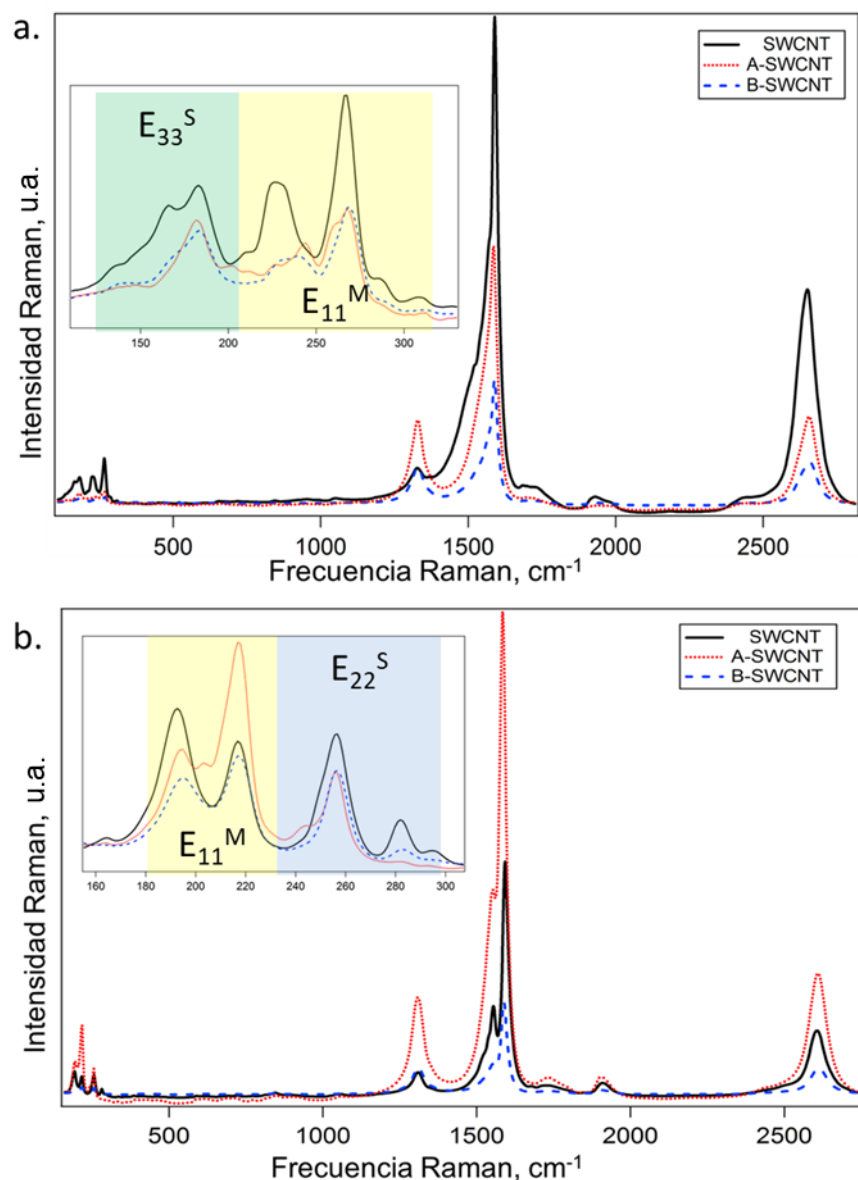 a.
SWCNT
A-SWCNT
B-SWCNT
E33S
E11M
150 200 250 300
Intensidad Raman, u.a.
500 1000 1500 2000 2500
Frecuencia Raman, cm-1
b.
SWCNT
A-SWCNT
B-SWCNT
E22S
E11M
160 180 200 220 240 260 280 300
Intensidad Raman, u.a.
500 1000 1500 2000 2500
Frecuencia Raman, cm-1